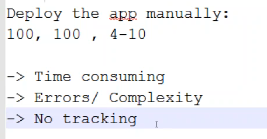 Deploy the app manually:
100, 100 , 4-10
-> Time consuming
-> Errors/ Complexity
-> No tracking